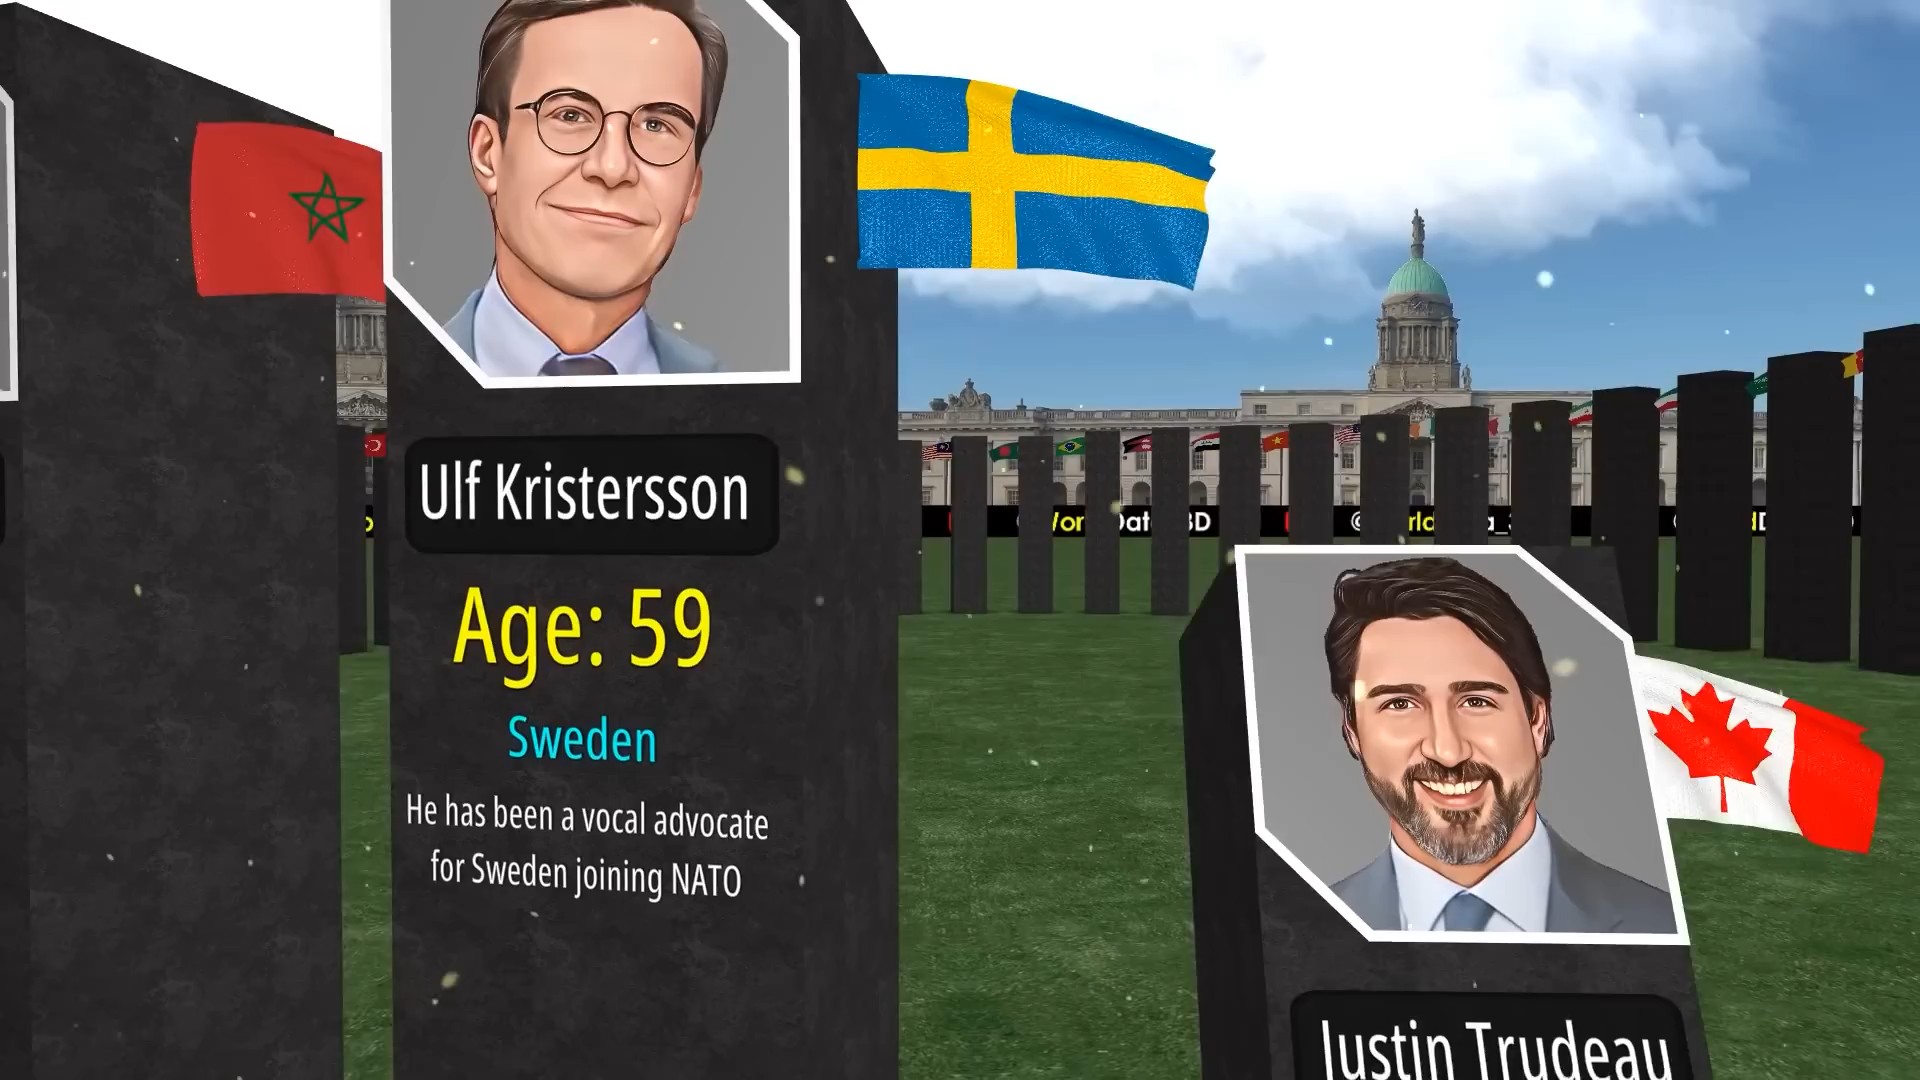 Ulf Kristersson
Age: 59
Sweden
He has been a vocal advocate
for Sweden joining NATO
Justin Trudeau